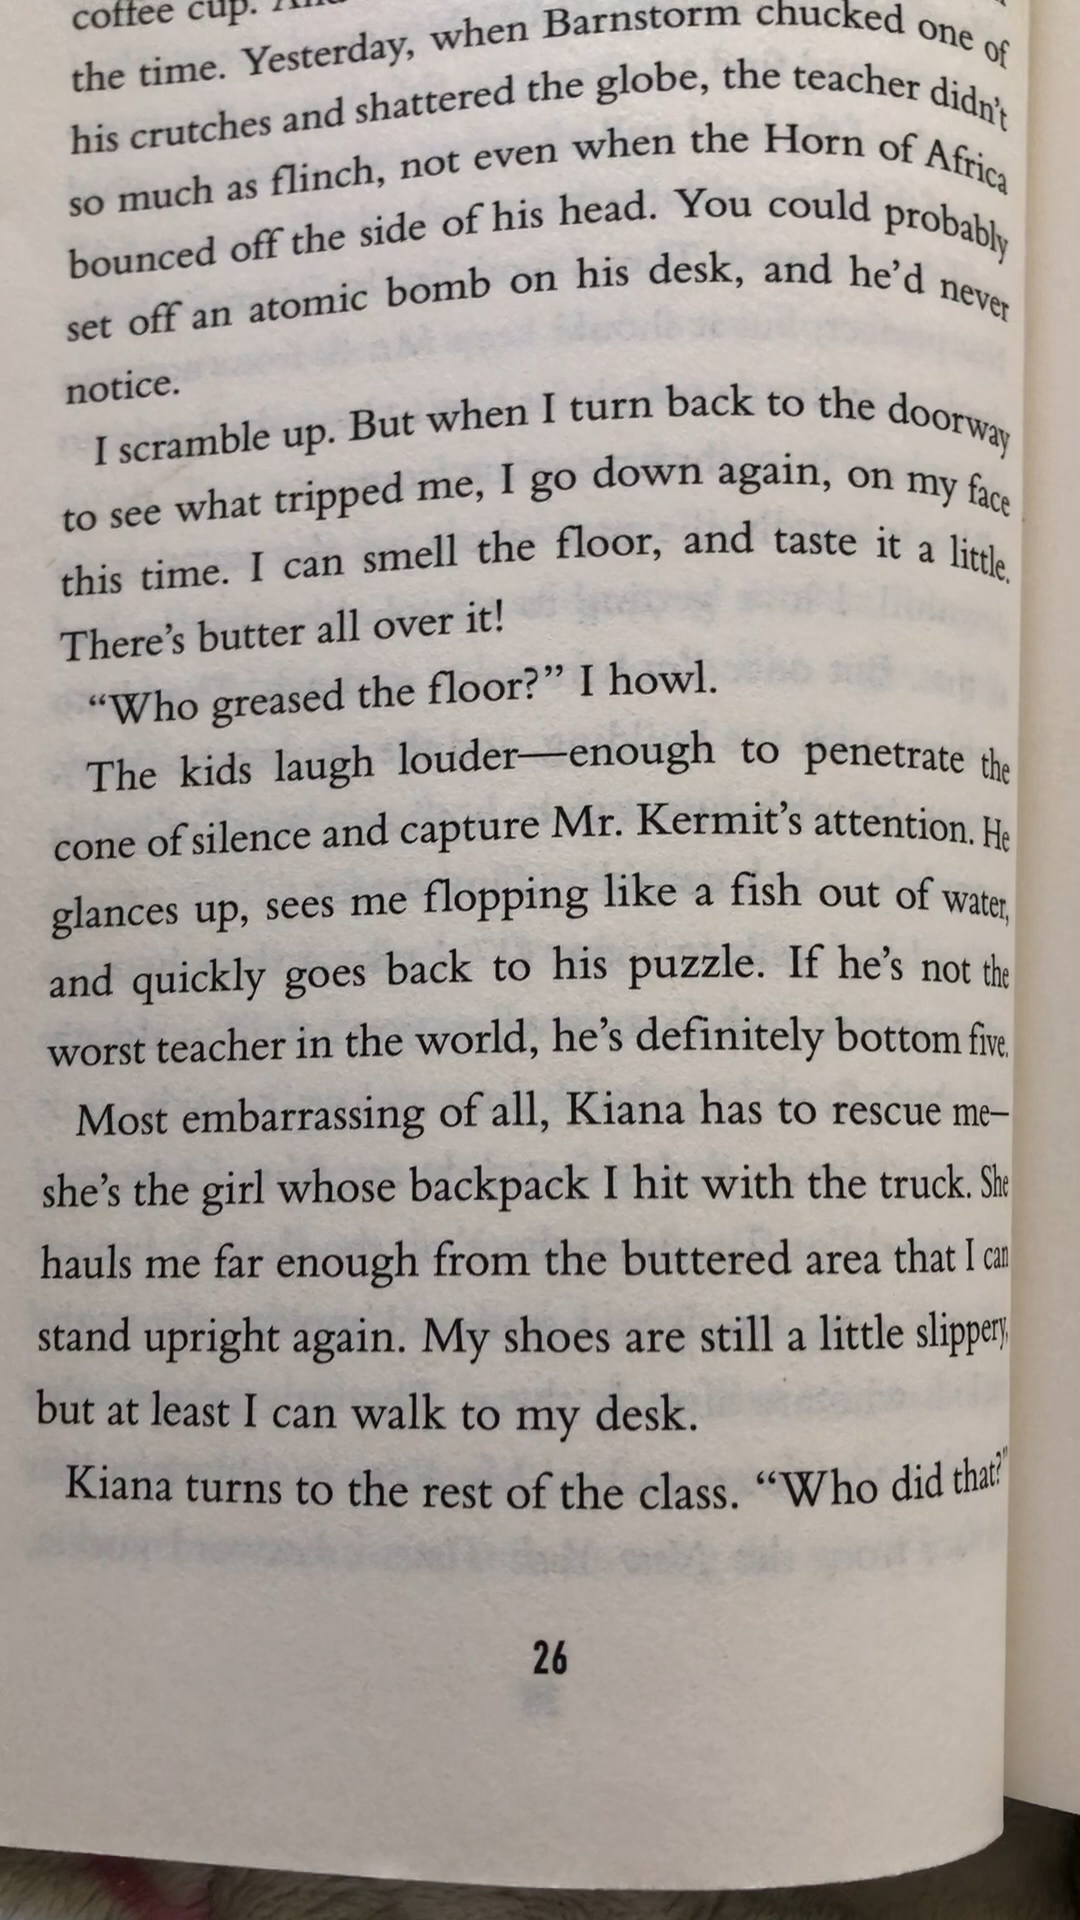 coffee cup.
the time. Yesterday, when Barnstorm chucked one of
his crutches and shattered the globe, the teacher didn't
so much as flinch, not even when the Horn of Africa
bounced off the side of his head. You could probably
set off an atomic bomb on his desk, and he'd never
notice.
I scramble up. But when I turn back to the doorway
to see what tripped me, I go down again, on my face
this time. I can smell the floor, and taste it a little.
There's butter all over it!
“Who greased the floor?” I howl.
The kids laugh louder—enough to penetrate the
cone of silence and capture Mr. Kermit's attention. He
glances up, sees me flopping like a fish out of water,
and quickly goes back to his puzzle. If he's not the
worst teacher in the world, he's definitely bottom five.
Most embarrassing of all, Kiana has to rescue me—
she's the girl whose backpack I hit with the truck. She
hauls me far enough from the buttered area that I can
stand upright again. My shoes are still a little slippery,
but at least I can walk to my desk.
Kiana turns to the rest of the class. “Who did that?”
26